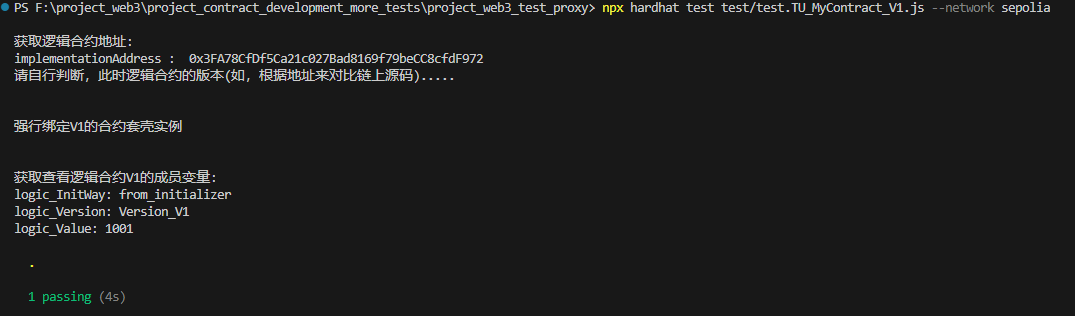 PS F:\project_web3\project_contract_development_more_tests\project_web3_test_proxy> npx hardhat test test/test.TU_MyContract_V1.js --network sepolia
获取逻辑合约地址:
implementationAddress : 0x3FA78CfDf5Ca21c027Bad8169f79beCC8cfdF972
请自行判断, 此时逻辑合约的版本(如, 根据地址来对比链上源码).....
强行绑定V1的合约套壳实例
获取查看逻辑合约V1的成员变量:
logic_InitWay: from_initializer
logic_Version: Version_V1
logic_Value: 1001
.
1 passing (4s)